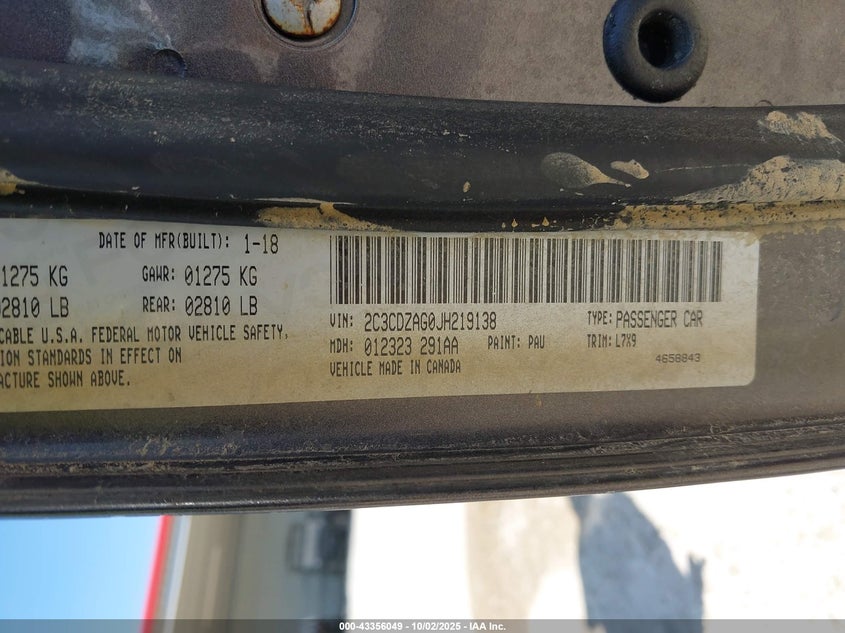 DATE OF MFR(BUILT): 1-18
1275 KG GAWR: 01275 KG
2810 LB REAR: 02810 LB
CABLE U.S.A. FEDERAL MOTOR VEHICLE SAFETY,
ION STANDARDS IN EFFECT ON
ACTURE SHOWN ABOVE.
VIN: 2C3CDZAG0JH219138 TYPE: PASSENGER CAR
MDH: 012323 291AA PAINT: PAU TRIM: L7X9
VEHICLE MADE IN CANADA 4658843
000-43356049 - 10/02/2025 - IAA Inc.